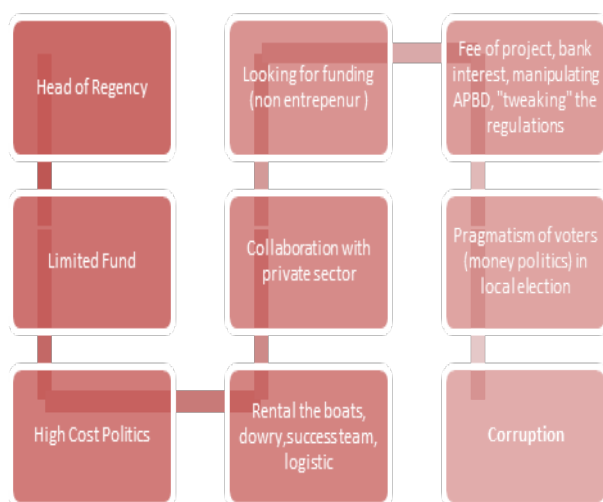 Head of Regency
Limited Fund
High Cost Politics
Rental the boats,
dowry,success team,
logistic
Collaboration with
private sector
Looking for funding
(non entrepenur )
Fee of project, bank
interest, manipulating
APBD, "tweaking" the
regulations
Pragmatism of voters
(money politics) in
local election
Corruption